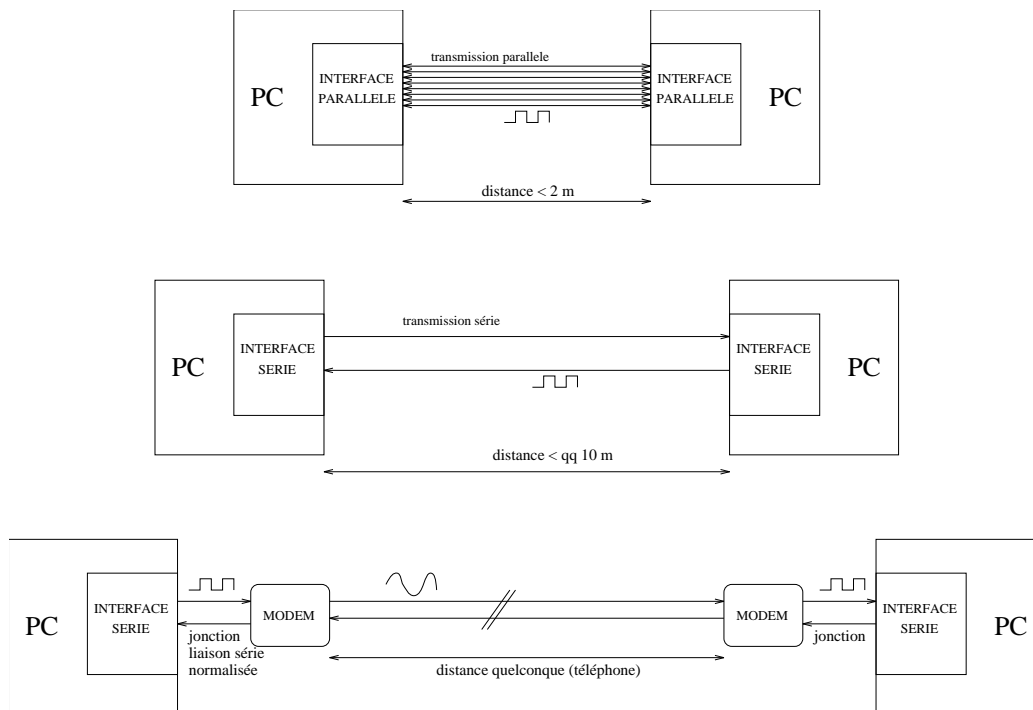 transmission parallele
INTERFACE
PARALLELE
PC
INTERFACE
PARALLELE
PC
distance < 2 m
transmission série
PC
INTERFACE
SERIE
INTERFACE
SERIE
PC
distance < qq 10 m
PC
INTERFACE
SERIE
MODEM
MODEM
INTERFACE
SERIE
PC
jonction
liaison série
normalisée
distance quelconque (téléphone)
jonction